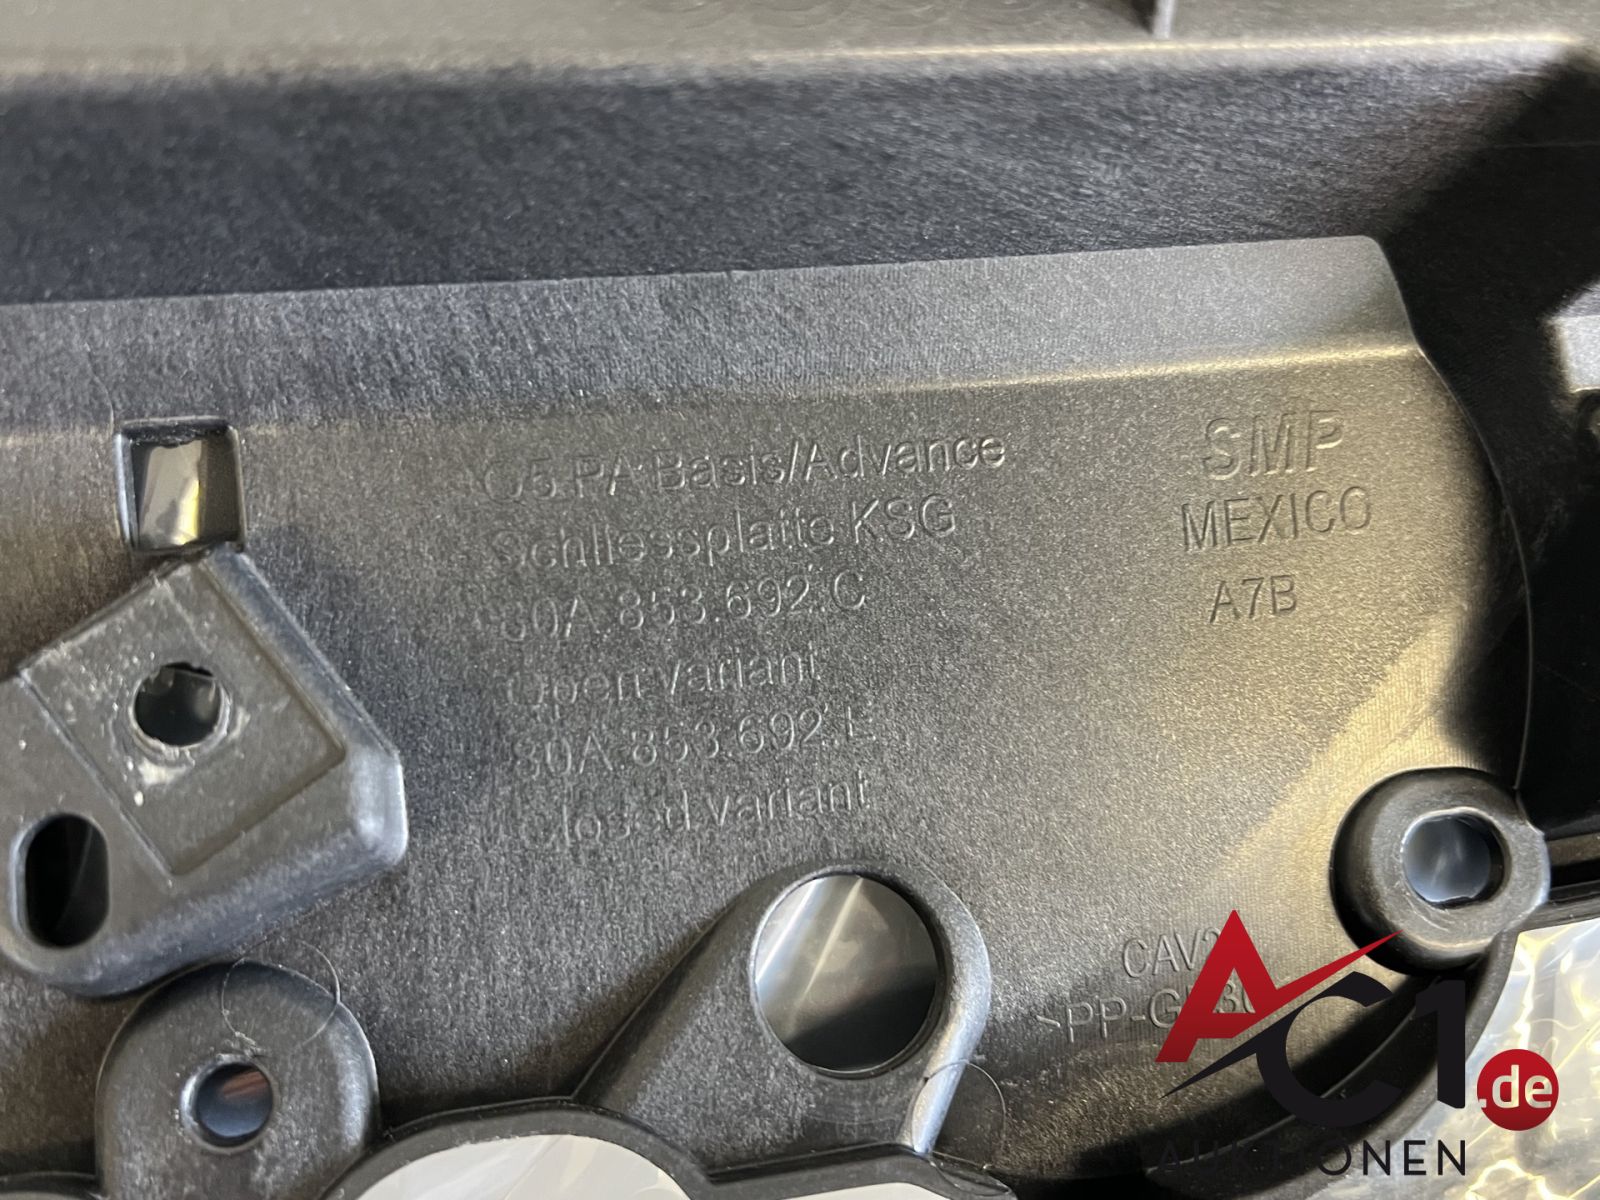 Q5.PA Basis/Advance
Schliessplatte KSG
80A.853.692.C
Open Variant
80A.853.692.E
Closed variant
SMP
MEXICO
A7B
AC1.de
AUKTIONEN